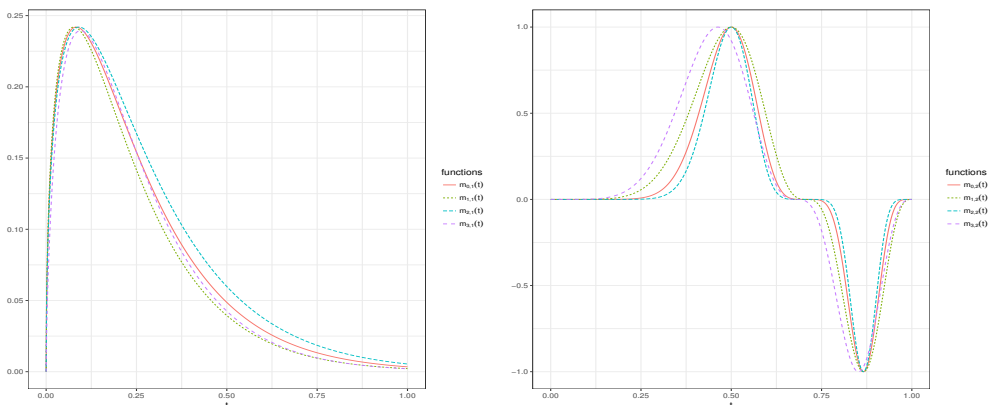 0.25
0.20
0.15
0.10
0.05
0.00
0.00 0.25 0.50 0.75 1.00
functions
m₀,₁(t)
m₁,₁(t)
m₂,₁(t)
m₃,₁(t)
1.0
0.5
0.0
−0.5
−1.0
0.00 0.25 0.50 0.75 1.00
functions
m₀,₂(t)
m₁,₂(t)
m₂,₂(t)
m₃,₂(t)